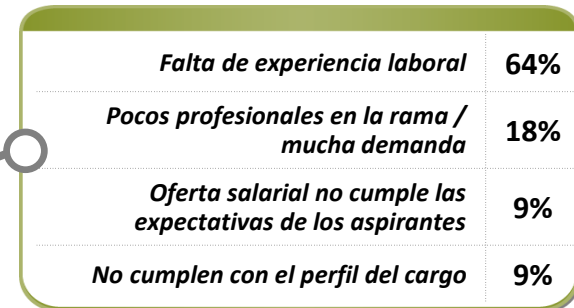 Falta de experiencia laboral 64%
Pocos profesionales en la rama /
mucha demanda 18%
Oferta salarial no cumple las
expectativas de los aspirantes 9%
No cumplen con el perfil del cargo 9%